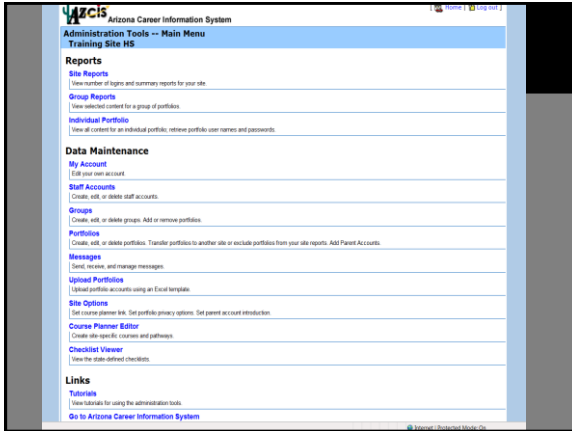 AZCIS Arizona Career Information System
[ Home | Log out ]
Administration Tools -- Main Menu
Training Site HS
Reports
Site Reports
View number of logins and summary reports for your site.
Group Reports
View selected content for a group of portfolios.
Individual Portfolio
View all content for an individual portfolio; retrieve portfolio user names and passwords.
Data Maintenance
My Account
Edit your own account.
Staff Accounts
Create, edit, or delete staff accounts.
Groups
Create, edit, or delete groups. Add or remove portfolios.
Portfolios
Create, edit, or delete portfolios. Transfer portfolios to another site or exclude portfolios from your site reports. Add Parent Accounts.
Messages
Send, receive, and manage messages.
Upload Portfolios
Upload portfolio accounts using an Excel template.
Site Options
Set course planner link. Set portfolio privacy options. Set parent account introduction.
Course Planner Editor
Create site-specific courses and pathways.
Checklist Viewer
View the state-defined checklists.
Links
Tutorials
View tutorials for using the administration tools.
Go to Arizona Career Information System
Internet | Protected Mode: On